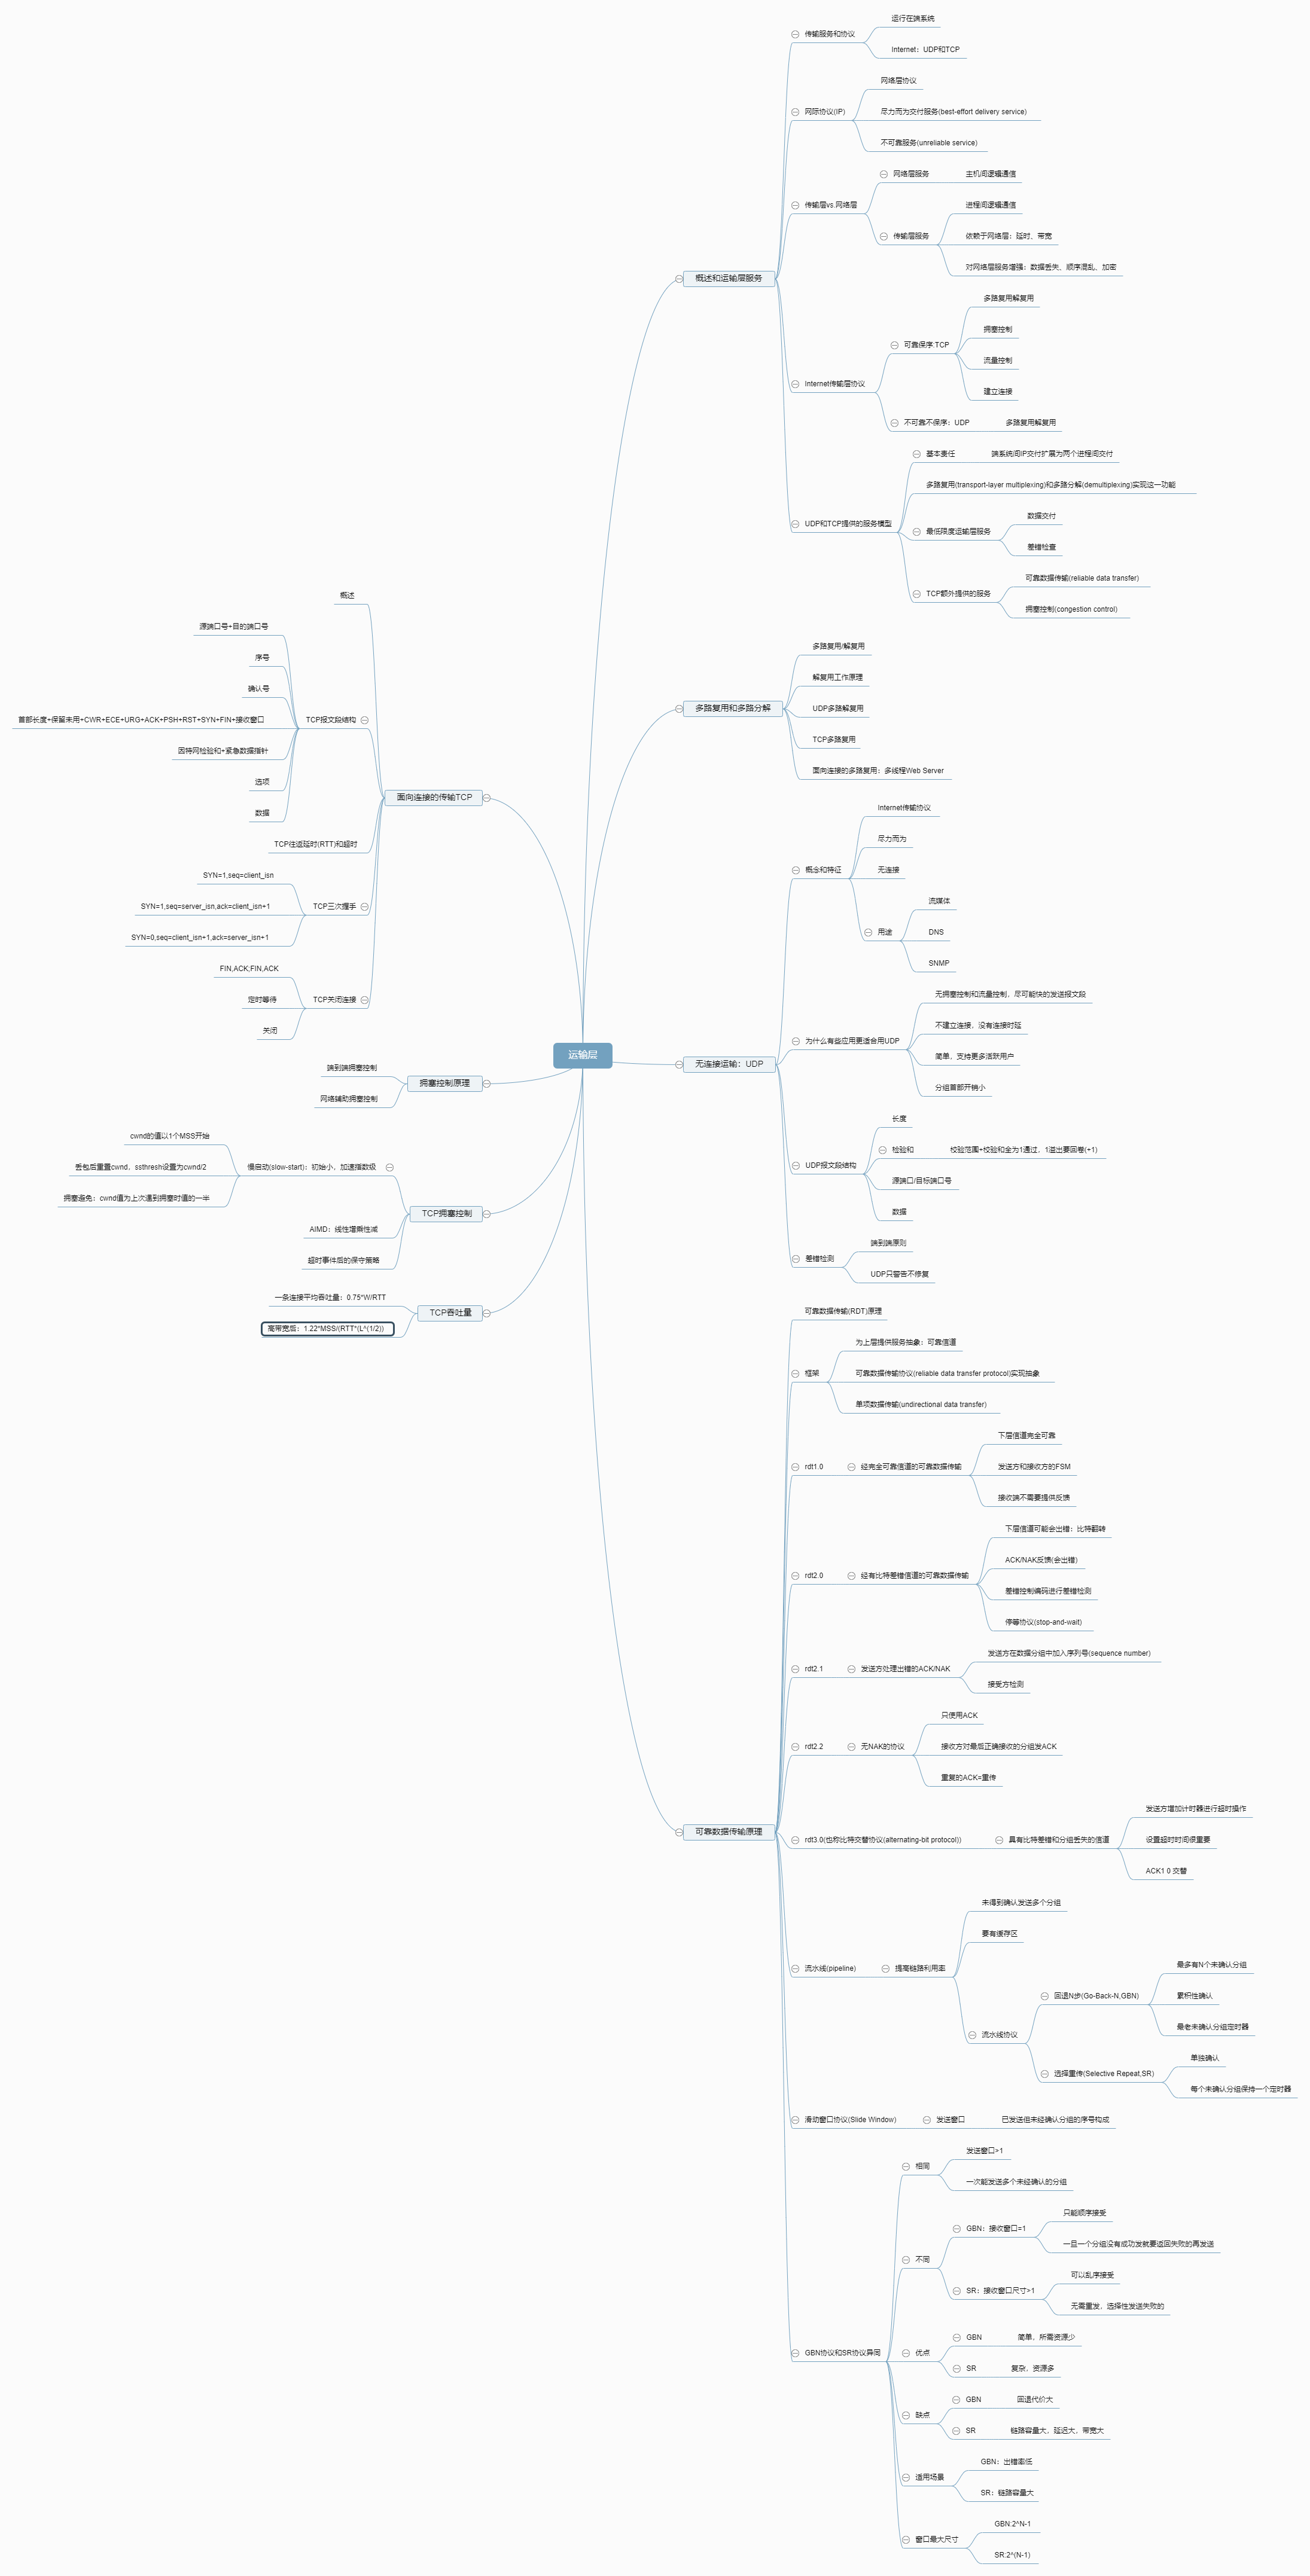 运输层
概述和运输层服务
传输服务和协议
运行在端系统
Internet：UDP和TCP
网际协议(IP)
网络层协议
尽力而为交付服务(best-effort delivery service)
不可靠服务(unreliable service)
传输层vs.网络层
网络层服务
主机间逻辑通信
传输层服务
进程间逻辑通信
依赖于网络层：延时、带宽
对网络层服务增强：数据丢失、顺序混乱、加密
Internet传输层协议
可靠保序:TCP
多路复用解复用
拥塞控制
流量控制
建立连接
不可靠不保序：UDP
多路复用解复用
UDP和TCP提供的服务模型
基本责任
端系统间IP交付扩展为两个进程间交付
多路复用(transport-layer multiplexing)和多路分解(demultiplexing)实现这一功能
最低限度运输层服务
数据交付
差错检查
TCP额外提供的服务
可靠数据传输(reliable data transfer)
拥塞控制(congestion control)
多路复用和多路分解
多路复用/解复用
解复用工作原理
UDP多路解复用
TCP多路复用
面向连接的多路复用：多线程Web Server
无连接运输：UDP
概念和特征
Internet传输协议
尽力而为
无连接
用途
流媒体
DNS
SNMP
为什么有些应用更适合用UDP
无拥塞控制和流量控制，尽可能快的发送报文段
不建立连接，没有连接时延
简单，支持更多活跃用户
分组首部开销小
UDP报文段结构
长度
检验和
校验范围+校验和全为1通过，1溢出要回卷(+1)
源端口/目标端口号
数据
差错检测
端到端原则
UDP只警告不修复
可靠数据传输原理
可靠数据传输(RDT)原理
框架
为上层提供服务抽象：可靠信道
可靠数据传输协议(reliable data transfer protocol)实现抽象
单项数据传输(undirectional data transfer)
rdt1.0
经完全可靠信道的可靠数据传输
下层信道完全可靠
发送方和接收方的FSM
接收端不需要提供反馈
rdt2.0
经有比特差错信道的可靠数据传输
下层信道可能会出错：比特翻转
ACK/NAK反馈(会出错)
差错控制编码进行差错检测
停等协议(stop-and-wait)
rdt2.1
发送方处理出错的ACK/NAK
发送方在数据分组中加入序列号(sequence number)
接受方检测
rdt2.2
无NAK的协议
只使用ACK
接收方对最后正确接收的分组发ACK
重复的ACK=重传
rdt3.0(也称比特交替协议(alternating-bit protocol))
具有比特差错和分组丢失的信道
发送方增加计时器进行超时操作
设置超时时间很重要
ACK1 0 交替
流水线(pipeline)
提高链路利用率
未得到确认发送多个分组
要有缓存区
流水线协议
回退N步(Go-Back-N,GBN)
最多有N个未确认分组
累积性确认
最老未确认分组定时器
选择重传(Selective Repeat,SR)
单独确认
每个未确认分组保持一个定时器
滑动窗口协议(Slide Window)
发送窗口
已发送但未经确认分组的序号构成
GBN协议和SR协议异同
相同
发送窗口>1
一次能发送多个未经确认的分组
不同
GBN：接收窗口=1
只能顺序接受
一旦一个分组没有成功发就要返回失败的再发送
SR：接收窗口尺寸>1
可以乱序接受
无需重发，选择性发送失败的
优点
GBN
简单，所需资源少
SR
复杂，资源多
缺点
GBN
回退代价大
SR
链路容量大，延迟大，带宽大
适用场景
GBN：出错率低
SR：链路容量大
窗口最大尺寸
GBN:2^N-1
SR:2^(N-1)
面向连接的传输TCP
概述
TCP报文段结构
源端口号+目的端口号
序号
确认号
首部长度+保留未用+CWR+ECE+URG+ACK+PSH+RST+SYN+FIN+接收窗口
因特网检验和+紧急数据指针
选项
数据
TCP往返延时(RTT)和超时
TCP三次握手
SYN=1,seq=client_isn
SYN=1,seq=server_isn,ack=client_isn+1
SYN=0,seq=client_isn+1,ack=server_isn+1
TCP关闭连接
FIN,ACK;FIN,ACK
定时等待
关闭
拥塞控制原理
端到端拥塞控制
网络辅助拥塞控制
TCP拥塞控制
慢启动(slow-start)：初始小，加速指数级
cwnd的值以1个MSS开始
丢包后重置cwnd，ssthresh设置为cwnd/2
拥塞避免：cwnd值为上次遇到拥塞时值的一半
AIMD：线性增乘性减
超时事件后的保守策略
TCP吞吐量
一条连接平均吞吐量：0.75*W/RTT
高带宽后：1.22*MSS/(RTT*(L^(1/2))